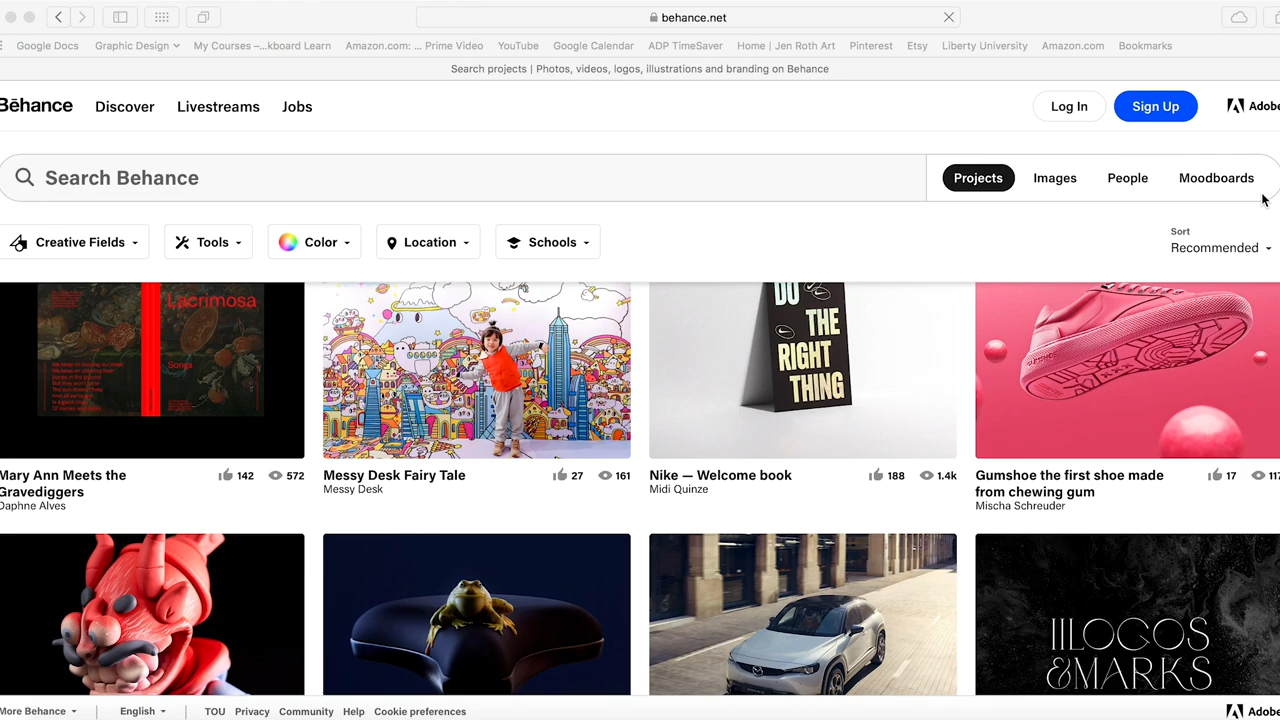 behance.net
Google Docs Graphic Design My Courses –...kboard Learn Amazon.com: ... Prime Video YouTube Google Calendar ADP TimeSaver Home | Jen Roth Art Pinterest Etsy Liberty University Amazon.com Bookmarks
Search projects | Photos, videos, logos, illustrations and branding on Behance
Bēhance Discover Livestreams Jobs Log In Sign Up Adobe
Search Behance Projects Images People Moodboards
Sort
Creative Fields Tools Color Location Schools Recommended
Lacrimosa
Songs
DO
THE
RIGHT
THING
Mary Ann Meets the 142 572
Gravediggers
Daphne Alves
Messy Desk Fairy Tale 27 161
Messy Desk
Nike — Welcome book 188 1.4k
Midi Quinze
Gumshoe the first shoe made 17 117
from chewing gum
Mischa Schreuder
LOGOS
&MARKS
More Behance English TOU Privacy Community Help Cookie preferences Adobe